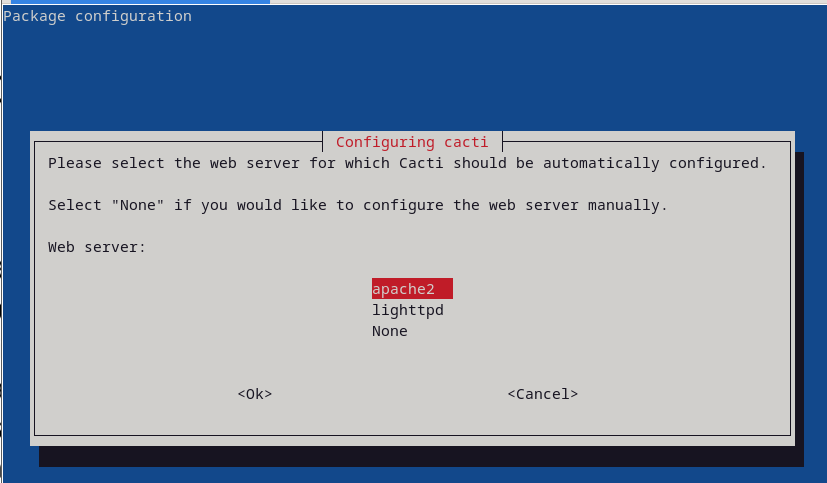 Package configuration
Configuring cacti
Please select the web server for which Cacti should be automatically configured.
Select "None" if you would like to configure the web server manually.
Web server:
apache2
lighttpd
None
<Ok> <Cancel>